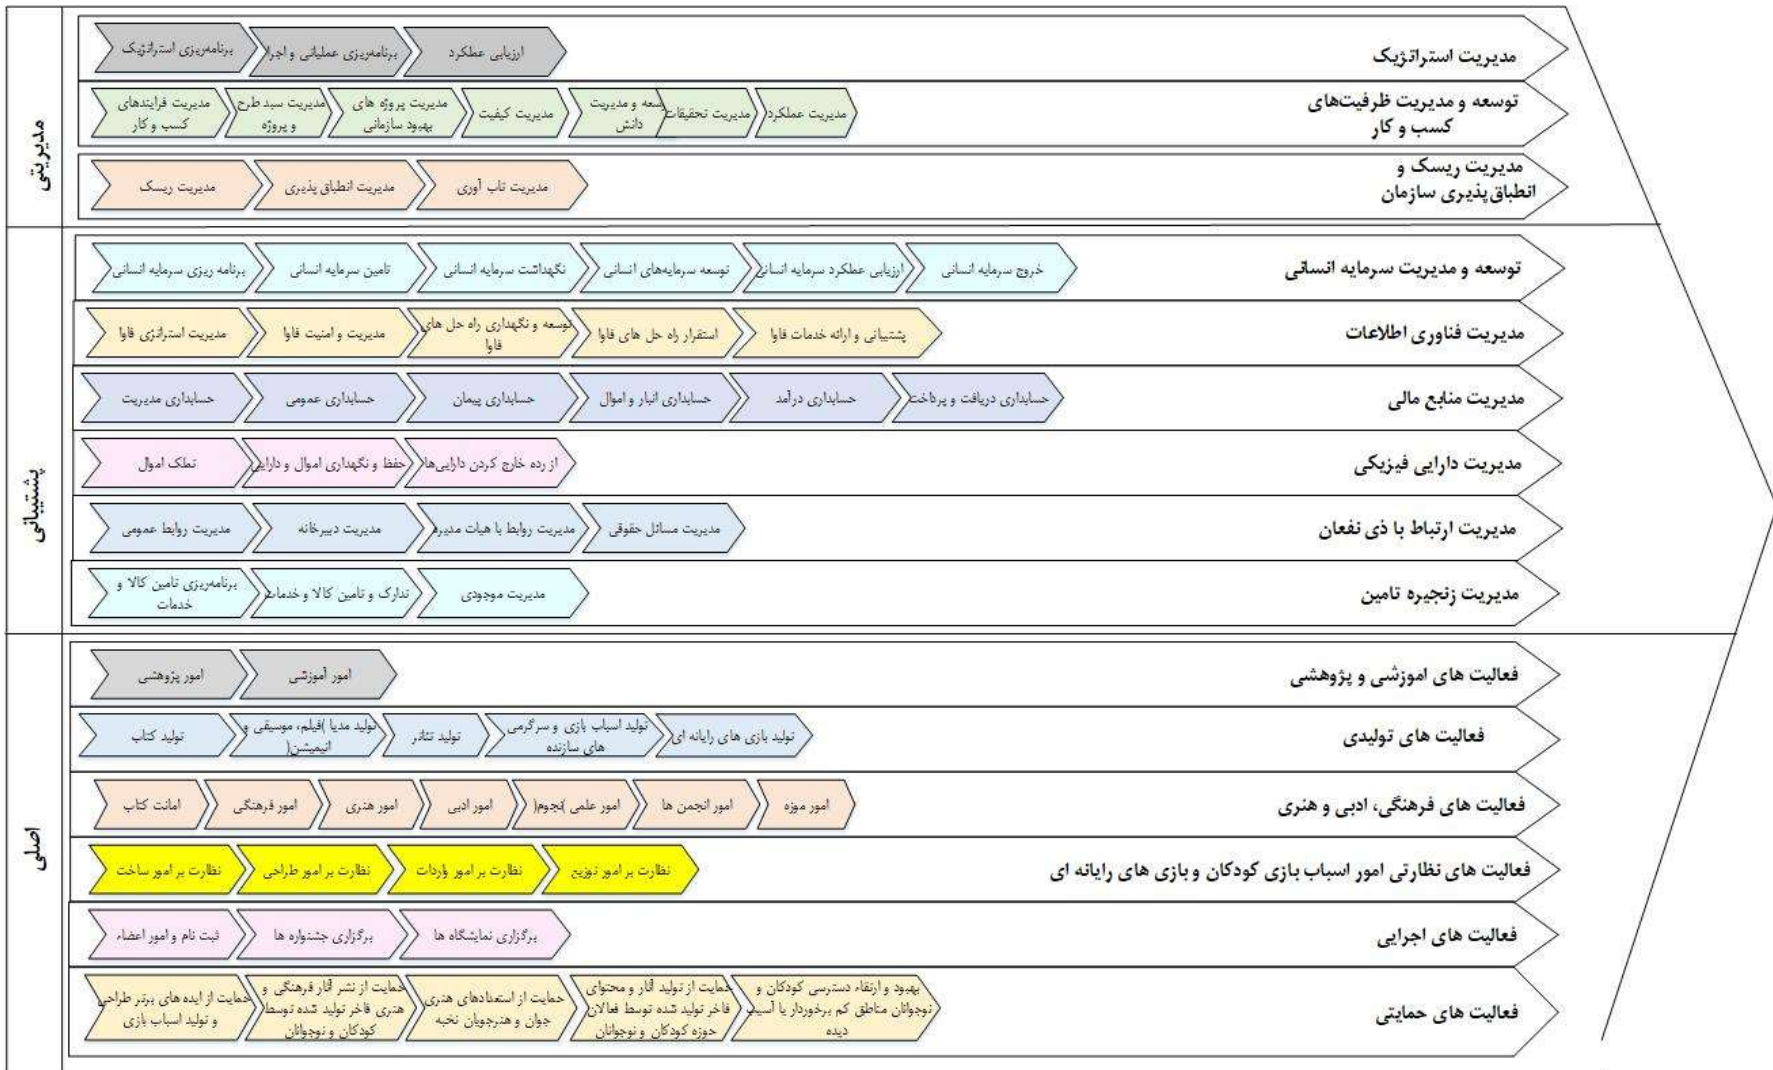 مدیریتی
مدیریت استراتژیک
برنامه‌ریزی استراتژیک
برنامه‌ریزی عملیاتی و اجرا
ارزیابی عملکرد
توسعه و مدیریت ظرفیت‌های
کسب و کار
مدیریت فرایندهای
کسب و کار
مدیریت سبد طرح
و پروژه
مدیریت پروژه های
بهبود سازمانی
مدیریت کیفیت
وسعه و مدیریت
دانش
مدیریت تحقیقات
مدیریت عملکرد
مدیریت ریسک و
انطباق‌پذیری سازمان
مدیریت ریسک
مدیریت انطباق پذیری
مدیریت تاب آوری
پشتیبانی
توسعه و مدیریت سرمایه انسانی
برنامه ریزی سرمایه انسانی
تامین سرمایه انسانی
نگهداشت سرمایه انسانی
توسعه سرمایه‌های انسانی
ارزیابی عملکرد سرمایه انسانی
خروج سرمایه انسانی
مدیریت فناوری اطلاعات
مدیریت استراتژی فاوا
مدیریت و امنیت فاوا
توسعه و نگهداری راه حل های
فاوا
استقرار راه حل های فاوا
پشتیبانی و ارائه خدمات فاوا
مدیریت منابع مالی
حسابداری مدیریت
حسابداری عمومی
حسابداری پیمان
حسابداری انبار و اموال
حسابداری درآمد
حسابداری دریافت و پرداخت
مدیریت دارایی فیزیکی
تملک اموال
حفظ و نگهداری اموال و دارایی
از رده خارج کردن دارایی‌ها
مدیریت ارتباط با ذی نفعان
مدیریت روابط عمومی
مدیریت دبیرخانه
مدیریت روابط با هیات مدیره
مدیریت مسائل حقوقی
مدیریت زنجیره تامین
برنامه‌ریزی تامین کالا و
خدمات
تدارک و تامین کالا و خدمات
مدیریت موجودی
اصلی
فعالیت های اموزشی و پژوهشی
امور پژوهشی
امور آموزشی
فعالیت های تولیدی
تولید کتاب
تولید مدیا )فیلم، موسیقی و
انیمیشن(
تولید تئاتر
تولید اسباب بازی و سرگرمی
های سازنده
تولید بازی های رایانه ای
فعالیت های فرهنگی، ادبی و هنری
امانت کتاب
امور فرهنگی
امور هنری
امور ادبی
امور علمی )نجوم(
امور انجمن ها
امور موزه
فعالیت های نظارتی امور اسباب بازی کودکان و بازی های رایانه ای
نظارت بر امور ساخت
نظارت بر امور طراحی
نظارت بر امور واردات
نظارت بر امور توزیع
فعالیت های اجرایی
ثبت نام و امور اعضاء
برگزاری جشنواره ها
برگزاری نمایشگاه ها
فعالیت های حمایتی
حمایت از ایده های برتر طراحی
و تولید اسباب بازی
حمایت از نشر آثار فرهنگی و
هنری فاخر تولید شده توسط
کودکان و نوجوانان
حمایت از استعدادهای هنری
جوان و هنرجویان نخبه
حمایت از تولید آثار و محتوای
فاخر تولید شده توسط فعالان
حوزه کودکان و نوجوانان
بهبود و ارتقاء دسترسی کودکان و
نوجوانان مناطق کم برخوردار یا آسیب
دیده